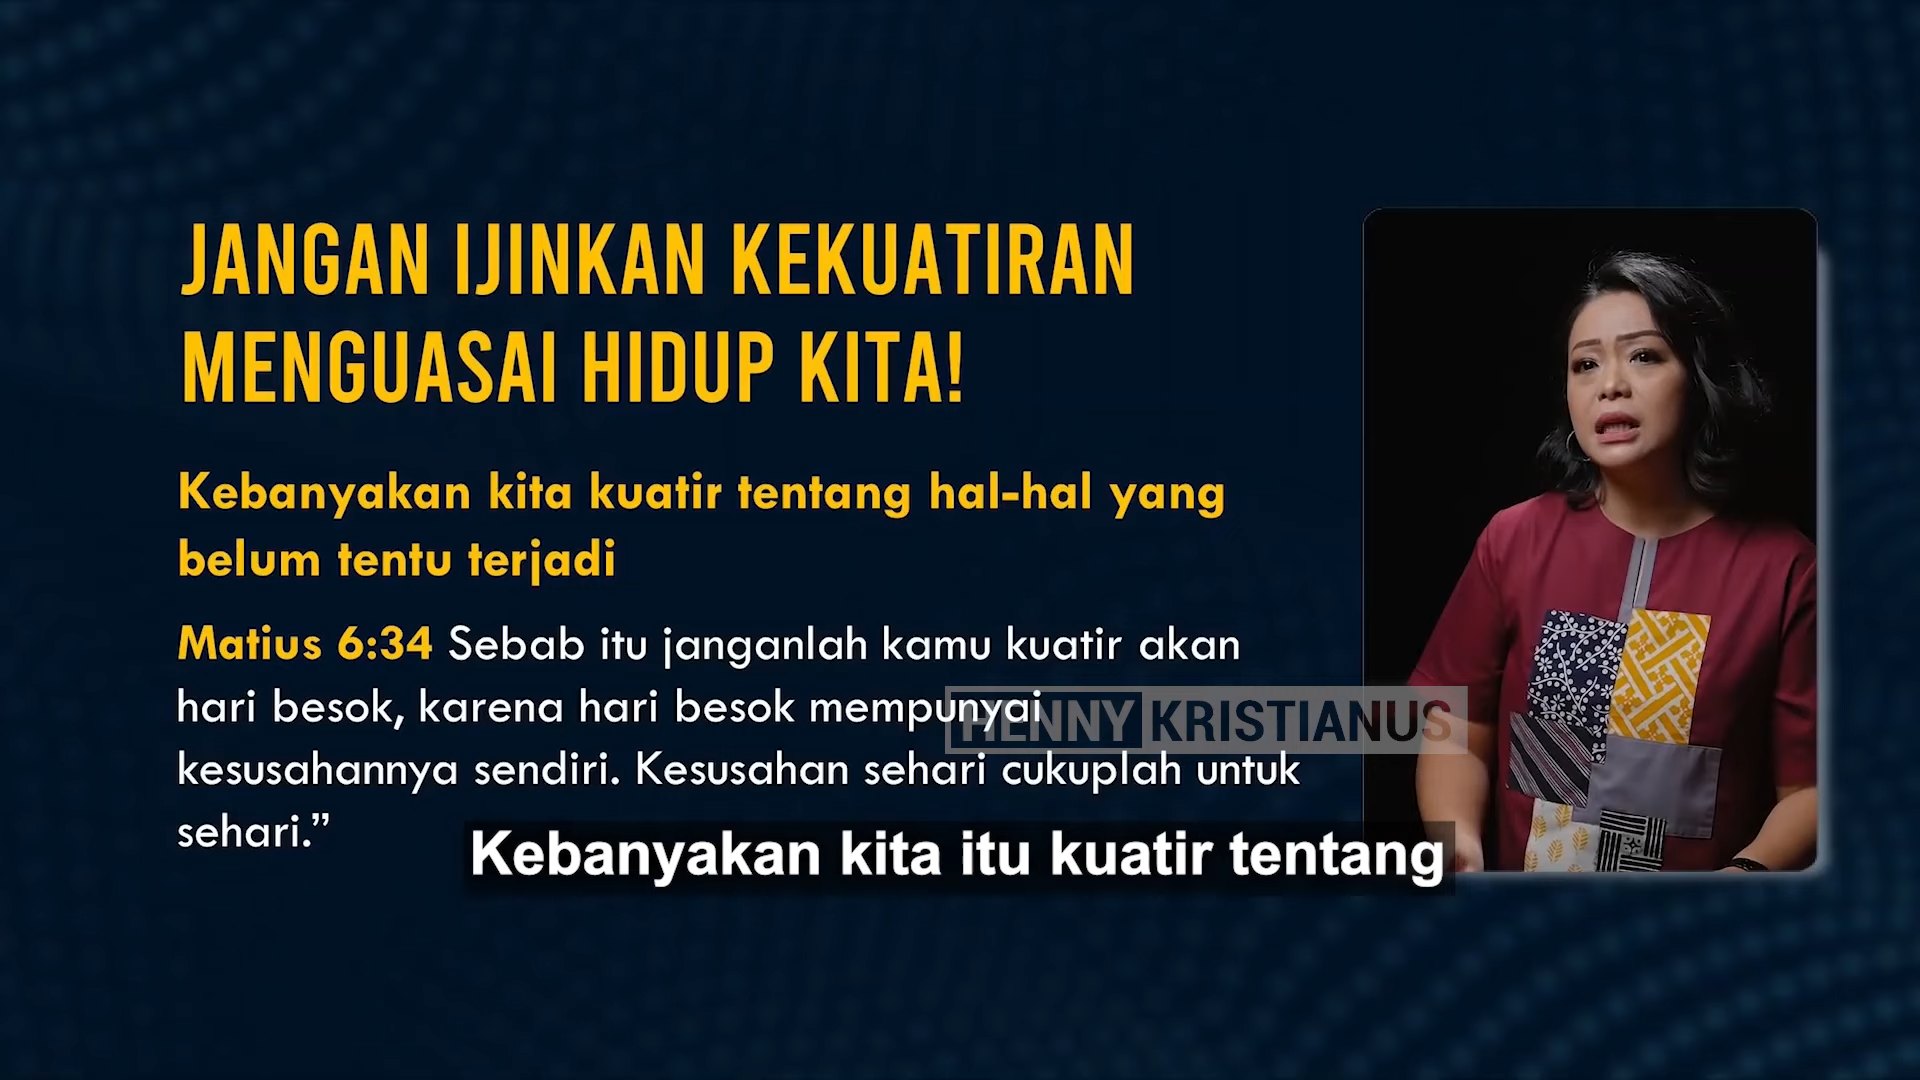 JANGAN IJINKAN KEKUATIRAN
MENGUASAI HIDUP KITA!
Kebanyakan kita kuatir tentang hal-hal yang
belum tentu terjadi
Matius 6:34 Sebab itu janganlah kamu kuatir akan
hari besok, karena hari besok mempunyai
kesusahannya sendiri. Kesusahan sehari cukuplah untuk
sehari.”
HENNY KRISTIANUS
Kebanyakan kita itu kuatir tentang